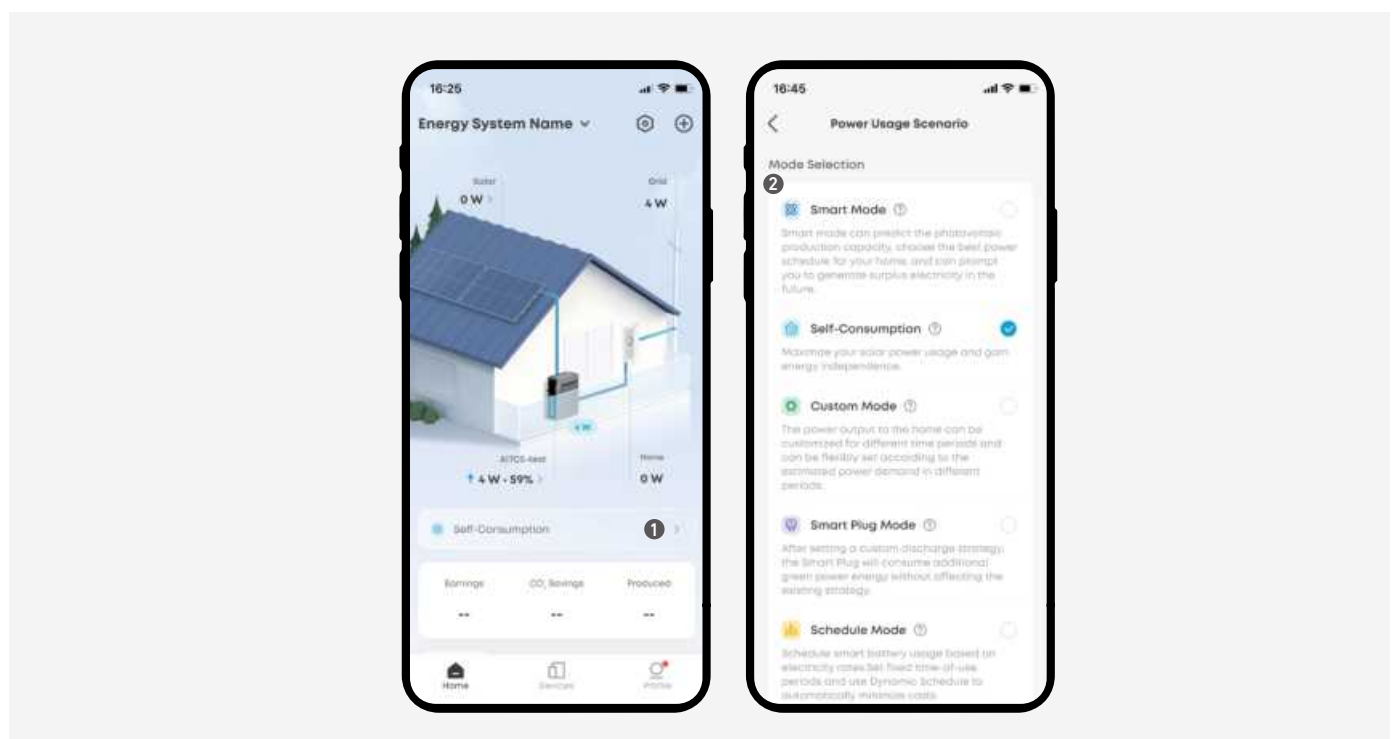 16:25
Energy System Name
Solar
0 W
Grid
4 W
4 W
A17C5-test
4 W · 59%
Home
0 W
Self-Consumption
1
Earnings
CO₂ Savings
Produced
--
--
--
Home
Devices
Profile
16:45
Power Usage Scenario
Mode Selection
2
Smart Mode
Smart mode can predict the photovoltaic
production capacity, choose the best power
schedule for your home, and can prompt
you to generate surplus electricity in the
future.
Self-Consumption
Maximize your solar power usage and gain
energy independence.
Custom Mode
The power output to the home can be
customized for different time periods and
can be flexibly set according to the
estimated power demand in different
periods.
Smart Plug Mode
After setting a custom discharge strategy,
the Smart Plug will consume additional
green power energy without affecting the
existing strategy.
Schedule Mode
Schedule smart battery usage based on
electricity rates.Set fixed time-of-use
periods and use Dynamic Schedule to
automatically minimize costs.